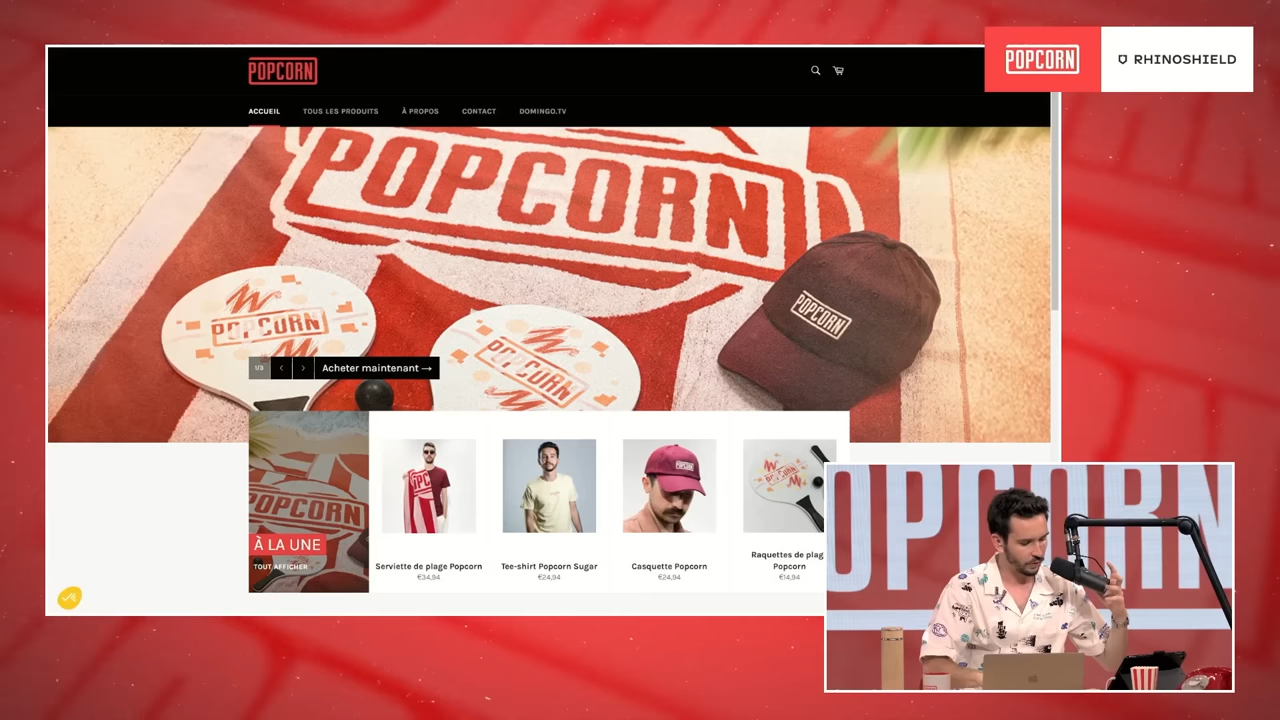 POPCORN
RHINOSHIELD
POPCORN
ACCUEIL
TOUS LES PRODUITS
À PROPOS
CONTACT
DOMINGO.TV
POPCORN
POPCORN
POPCORN
POPCORN
1/3
Acheter maintenant →
POPCORN
À LA UNE
TOUT AFFICHER
Serviette de plage Popcorn
€34,94
Tee-shirt Popcorn Sugar
€24,94
POPCORN
Casquette Popcorn
€24,94
POPCORN
Raquettes de plag
Popcorn
€14,94
OPCORN